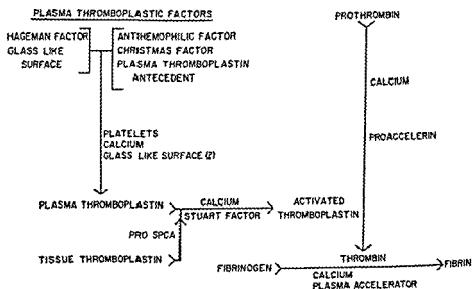 PLASMA THROMBOPLASTIC FACTORS
HAGEMAN FACTOR
GLASS LIKE
SURFACE
ANTIHEMOPHILIC FACTOR
CHRISTMAS FACTOR
PLASMA THROMBOPLASTIN
ANTECEDENT
PLATELETS
CALCIUM
GLASS LIKE SURFACE (?)
PLASMA THROMBOPLASTIN
CALCIUM
STUART FACTOR
ACTIVATED
THROMBOPLASTIN
PRO SPCA
TISSUE THROMBOPLASTIN
PROTHROMBIN
CALCIUM
PROACCELERIN
THROMBIN
FIBRINOGEN
FIBRIN
CALCIUM
PLASMA ACCELERATOR